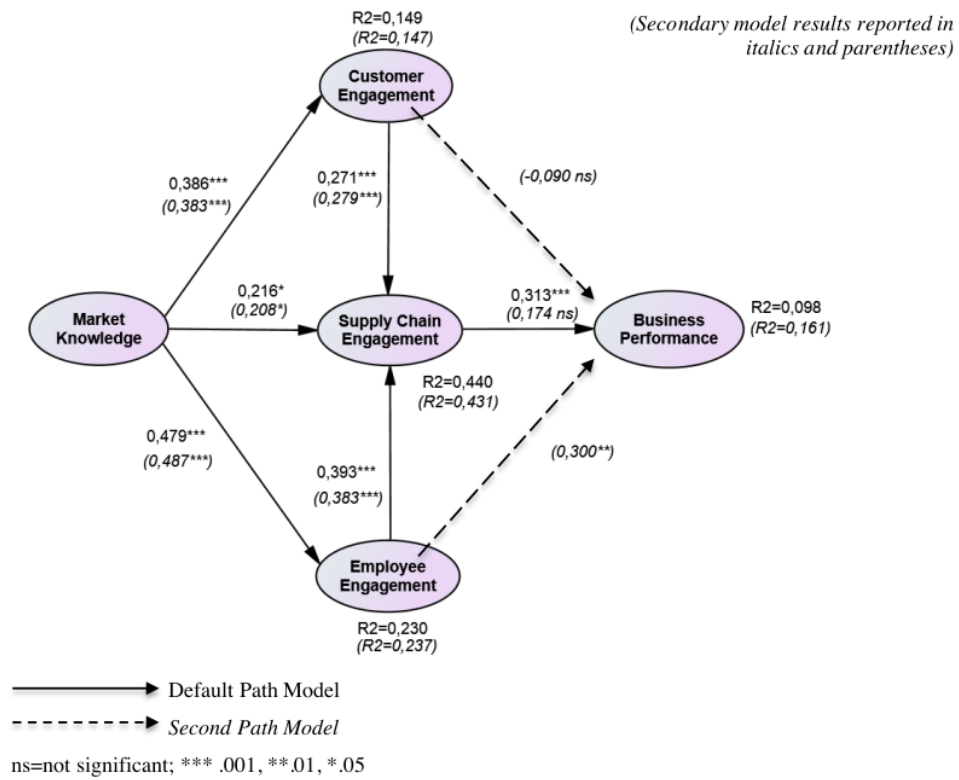 R2=0,149
(R2=0,147)
(Secondary model results reported in
italics and parentheses)
Customer
Engagement
0,386***
(0,383***)
0,271***
(0,279***)
(-0,090 ns)
Market
Knowledge
0,216*
(0,208*)
Supply Chain
Engagement
0,313***
(0,174 ns)
Business
Performance
R2=0,098
(R2=0,161)
R2=0,440
(R2=0,431)
0,479***
(0,487***)
0,393***
(0,383***)
(0,300**)
Employee
Engagement
R2=0,230
(R2=0,237)
Default Path Model
Second Path Model
ns=not significant; *** .001, **.01, *.05